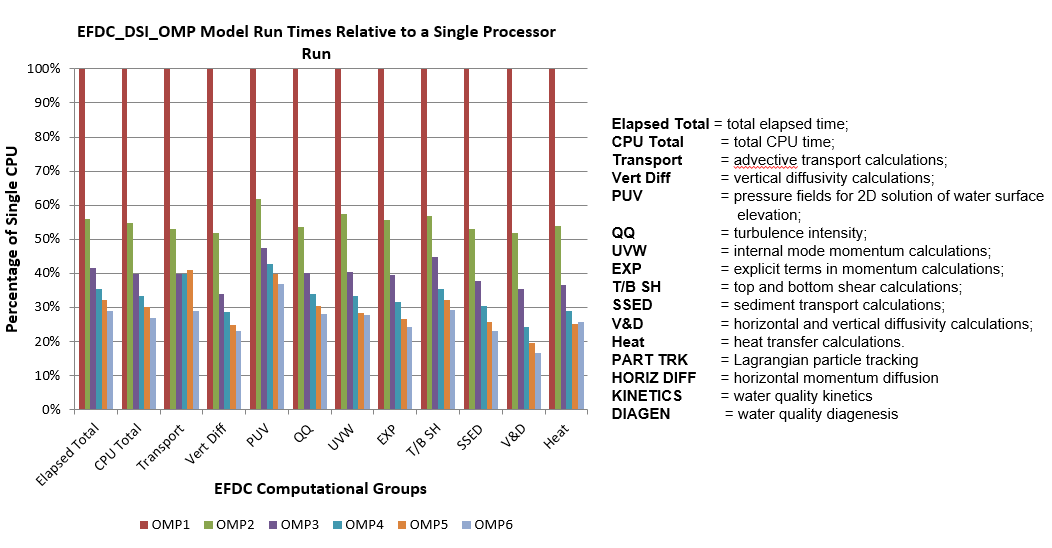 EFDC_DSI_OMP Model Run Times Relative to a Single Processor
Run
Percentage of Single CPU
100%
90%
80%
70%
60%
50%
40%
30%
20%
10%
0%
Elapsed Total
CPU Total
Transport
Vert Diff
PUV
QQ
UVW
EXP
T/B SH
SSED
V&D
Heat
EFDC Computational Groups
OMP1 OMP2 OMP3 OMP4 OMP5 OMP6
Elapsed Total = total elapsed time;
CPU Total = total CPU time;
Transport = advective transport calculations;
Vert Diff = vertical diffusivity calculations;
PUV = pressure fields for 2D solution of water surface
elevation;
QQ = turbulence intensity;
UVW = internal mode momentum calculations;
EXP = explicit terms in momentum calculations;
T/B SH = top and bottom shear calculations;
SSED = sediment transport calculations;
V&D = horizontal and vertical diffusivity calculations;
Heat = heat transfer calculations.
PART TRK = Lagrangian particle tracking
HORIZ DIFF = horizontal momentum diffusion
KINETICS = water quality kinetics
DIAGEN = water quality diagenesis